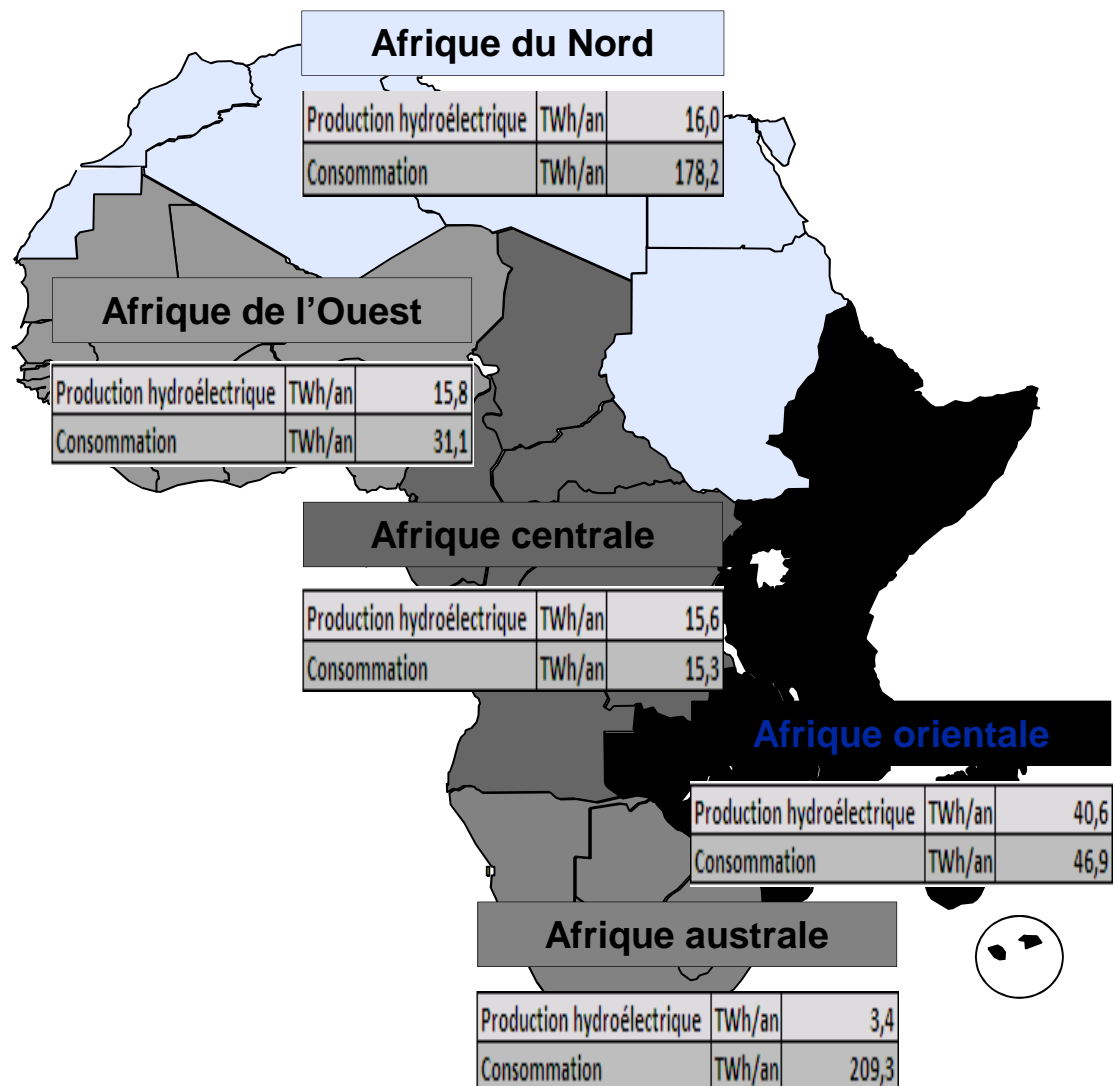 Afrique du Nord
Production hydroélectrique TWh/an 16,0
Consommation TWh/an 178,2
Afrique de l’Ouest
Production hydroélectrique TWh/an 15,8
Consommation TWh/an 31,1
Afrique centrale
Production hydroélectrique TWh/an 15,6
Consommation TWh/an 15,3
Afrique orientale
Production hydroélectrique TWh/an 40,6
Consommation TWh/an 46,9
Afrique australe
Production hydroélectrique TWh/an 3,4
Consommation TWh/an 209,3